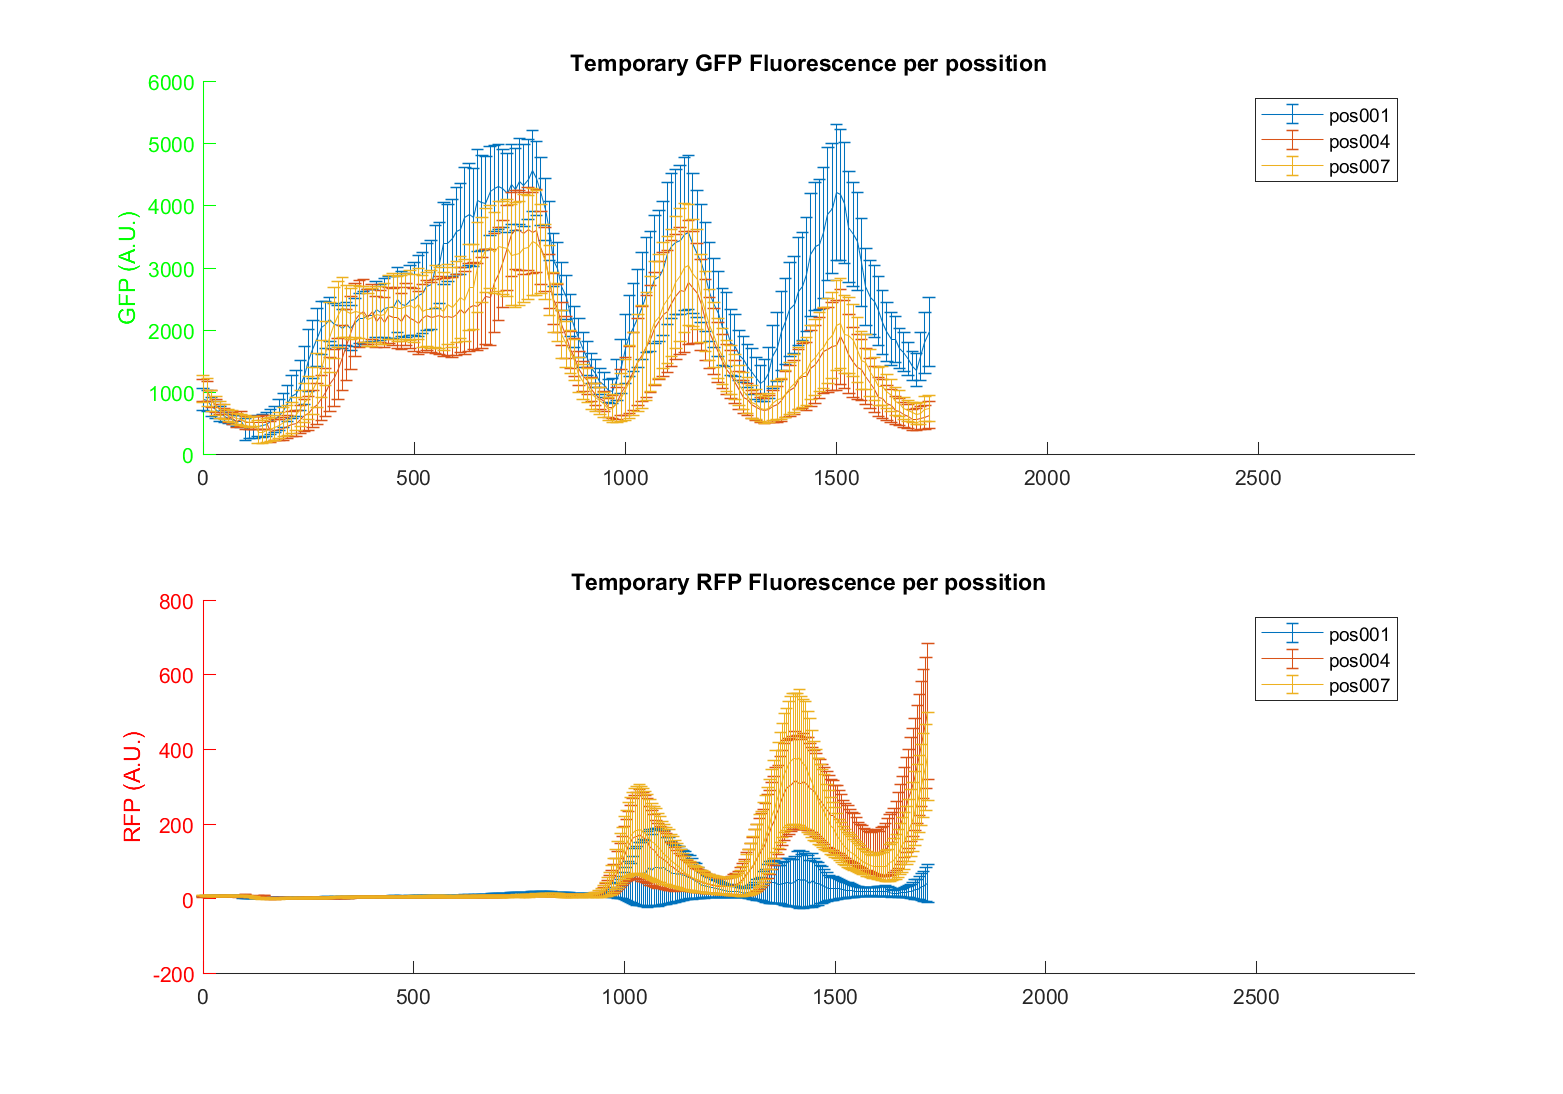 Temporary GFP Fluorescence per possition
6000
5000
4000
3000
2000
1000
0
GFP (A.U.)
0 500 1000 1500 2000 2500
pos001
pos004
pos007
Temporary RFP Fluorescence per possition
800
600
400
200
0
-200
RFP (A.U.)
0 500 1000 1500 2000 2500
pos001
pos004
pos007